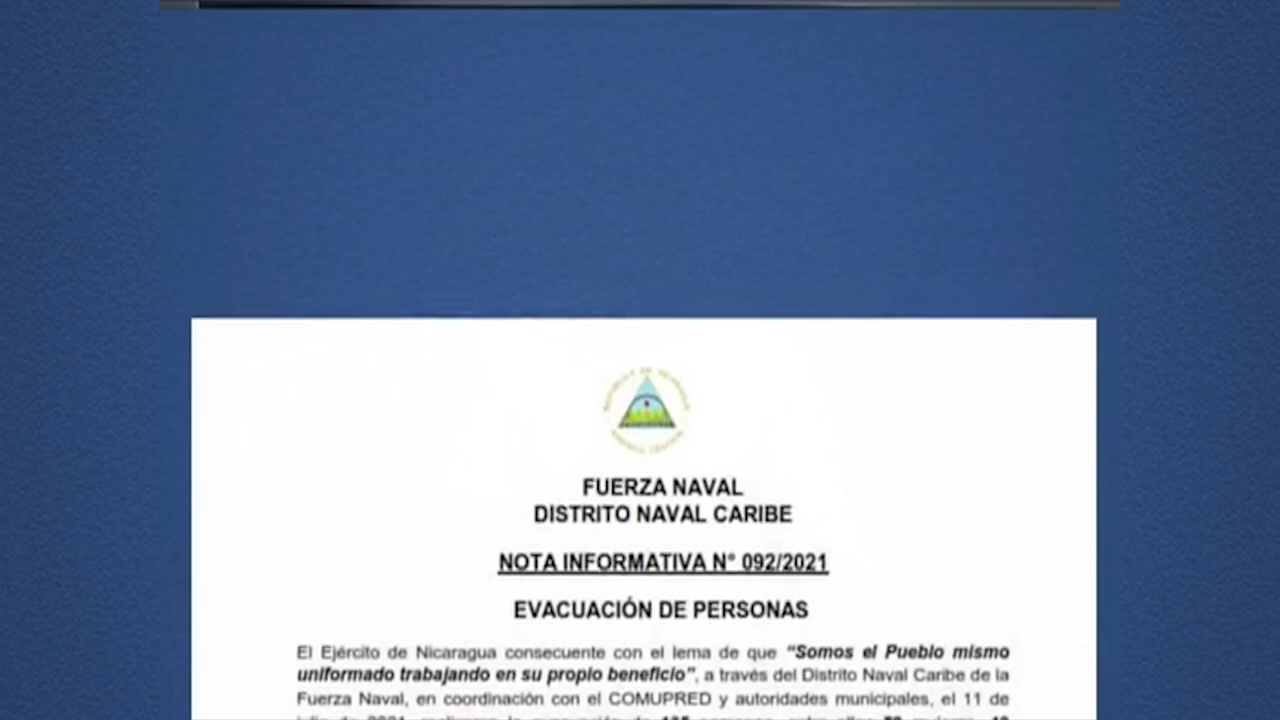 FUERZA NAVAL
DISTRITO NAVAL CARIBE
NOTA INFORMATIVA N° 092/2021
EVACUACIÓN DE PERSONAS
El Ejército de Nicaragua consecuente con el lema de que “Somos el Pueblo mismo
uniformado trabajando en su propio beneficio”, a través del Distrito Naval Caribe de la
Fuerza Naval, en coordinación con el COMUPRED y autoridades municipales, el 11 de